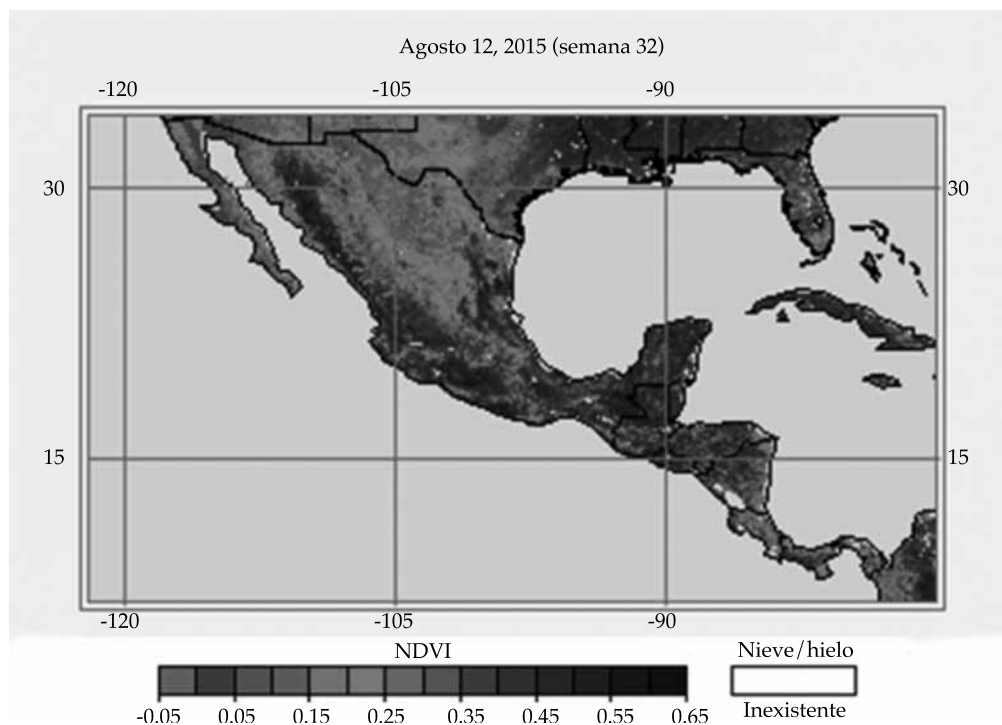 Agosto 12, 2015 (semana 32)
-120 -105 -90
30 30
15 15
-120 -105 -90
NDVI Nieve/hielo
-0.05 0.05 0.15 0.25 0.35 0.45 0.55 0.65 Inexistente